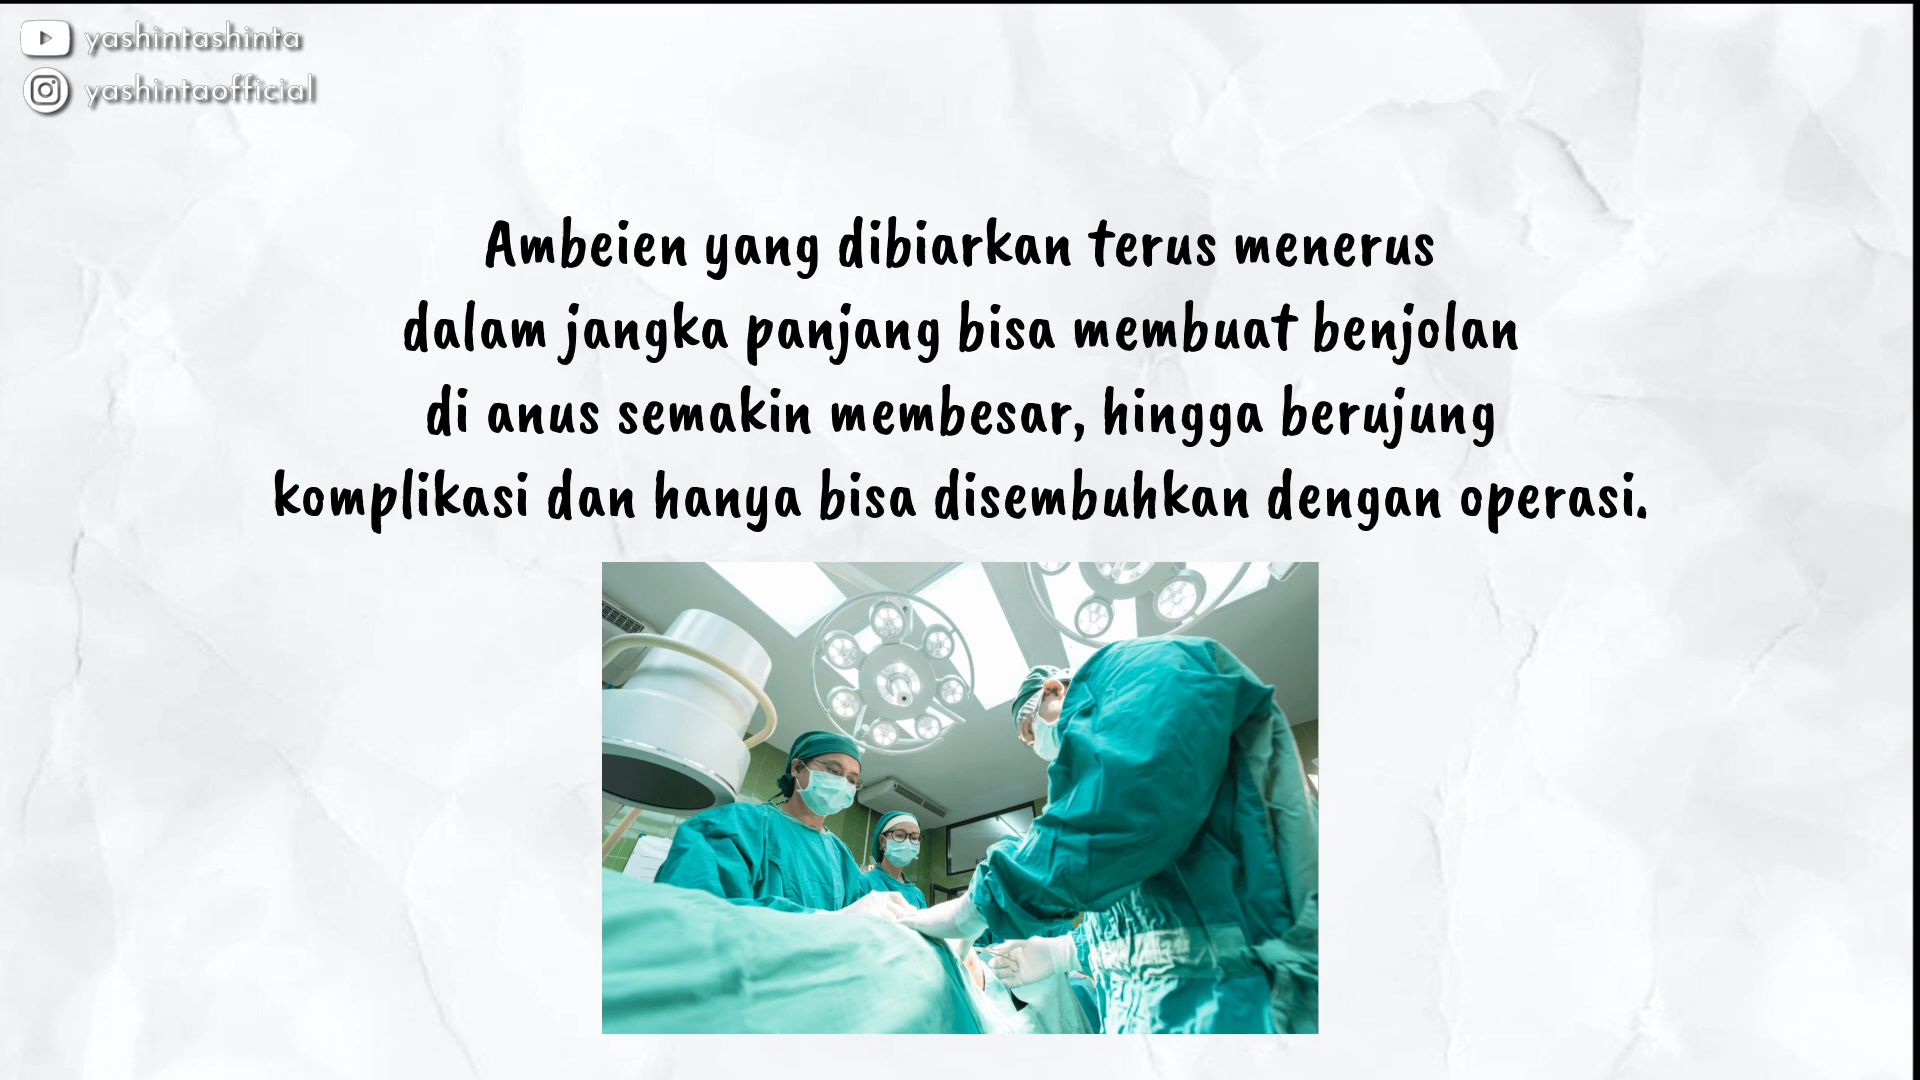 yashintashinta
yashintaofficial
Ambeien yang dibiarkan terus menerus
dalam jangka panjang bisa membuat benjolan
di anus semakin membesar, hingga berujung
komplikasi dan hanya bisa disembuhkan dengan operasi.